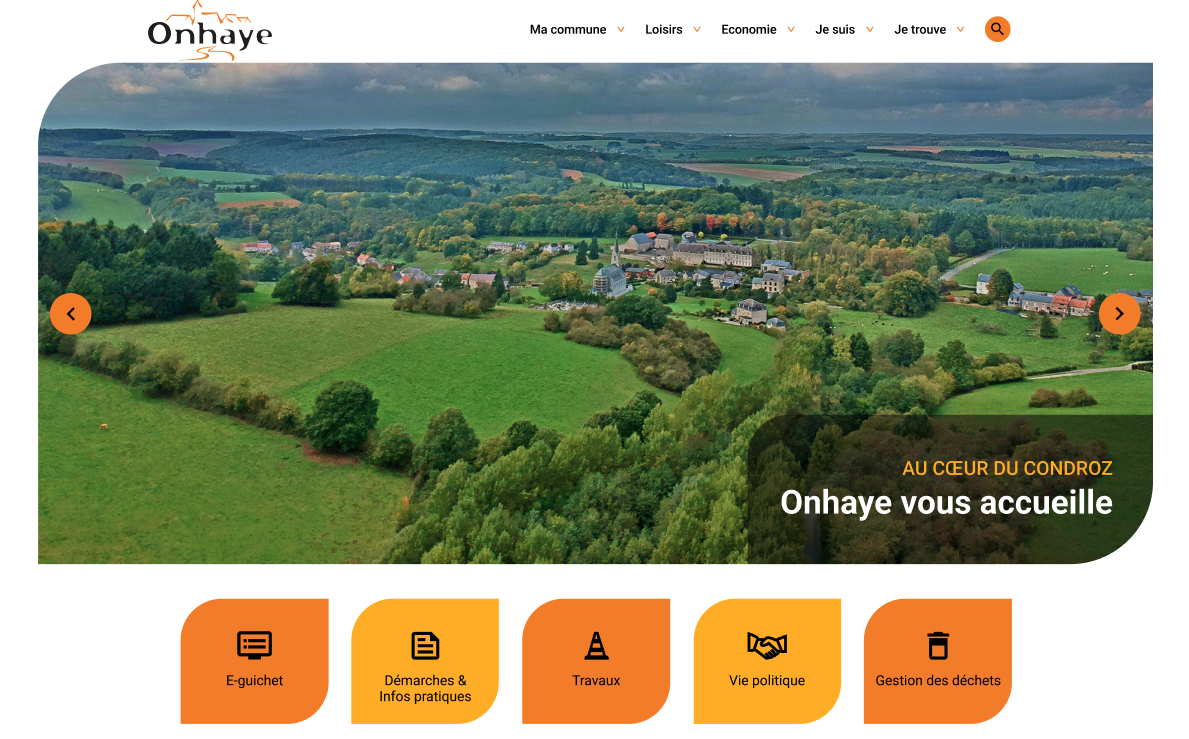 Onhaye
Ma commune
Loisirs
Economie
Je suis
Je trouve
AU CŒUR DU CONDROZ
Onhaye vous accueille
E-guichet
Démarches &
Infos pratiques
Travaux
Vie politique
Gestion des déchets